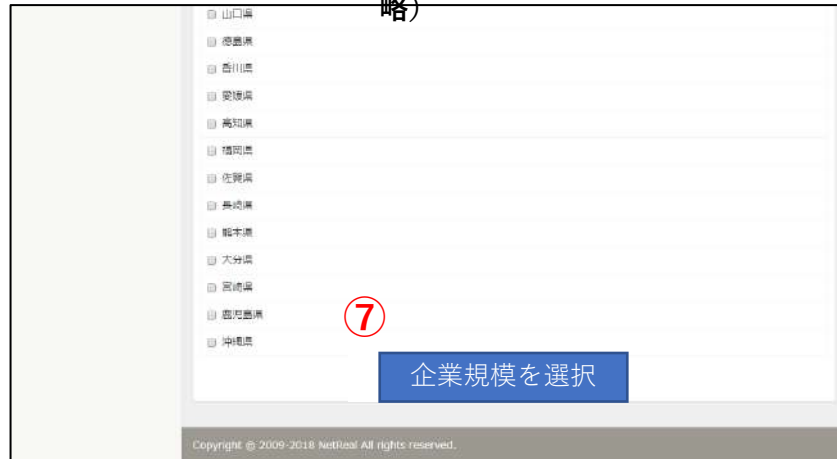 略)
山口県
徳島県
香川県
愛媛県
高知県
福岡県
佐賀県
長崎県
熊本県
大分県
宮崎県
鹿児島県
沖縄県
⑦
企業規模を選択
Copyright © 2009-2018 NetReal All rights reserved.